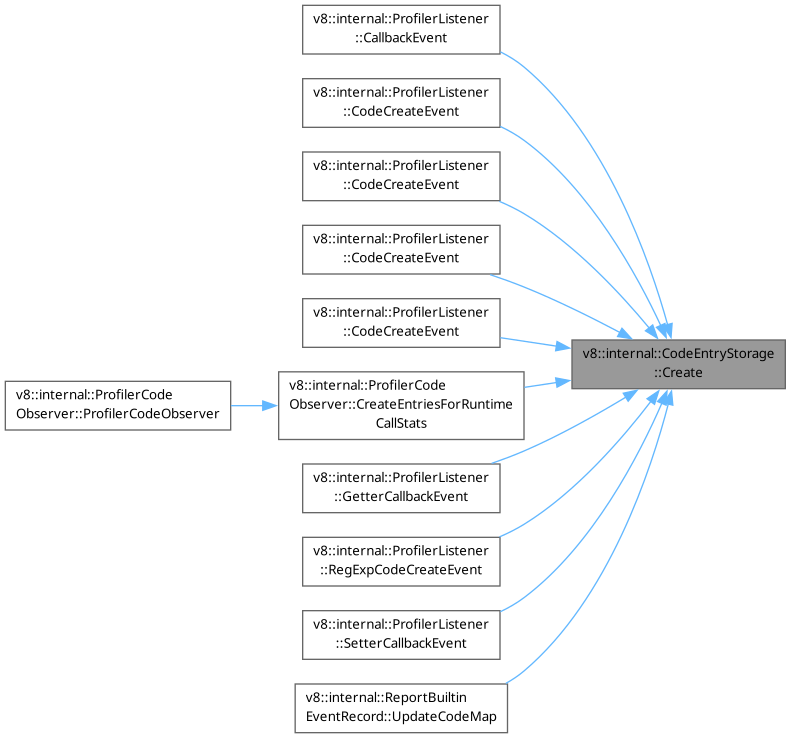 v8::internal::ProfilerListener
::CallbackEvent
v8::internal::ProfilerListener
::CodeCreateEvent
v8::internal::ProfilerListener
::CodeCreateEvent
v8::internal::ProfilerListener
::CodeCreateEvent
v8::internal::ProfilerListener
::CodeCreateEvent
v8::internal::CodeEntryStorage
::Create
v8::internal::ProfilerCode
Observer::ProfilerCodeObserver
v8::internal::ProfilerCode
Observer::CreateEntriesForRuntime
CallStats
v8::internal::ProfilerListener
::GetterCallbackEvent
v8::internal::ProfilerListener
::RegExpCodeCreateEvent
v8::internal::ProfilerListener
::SetterCallbackEvent
v8::internal::ReportBuiltin
EventRecord::UpdateCodeMap